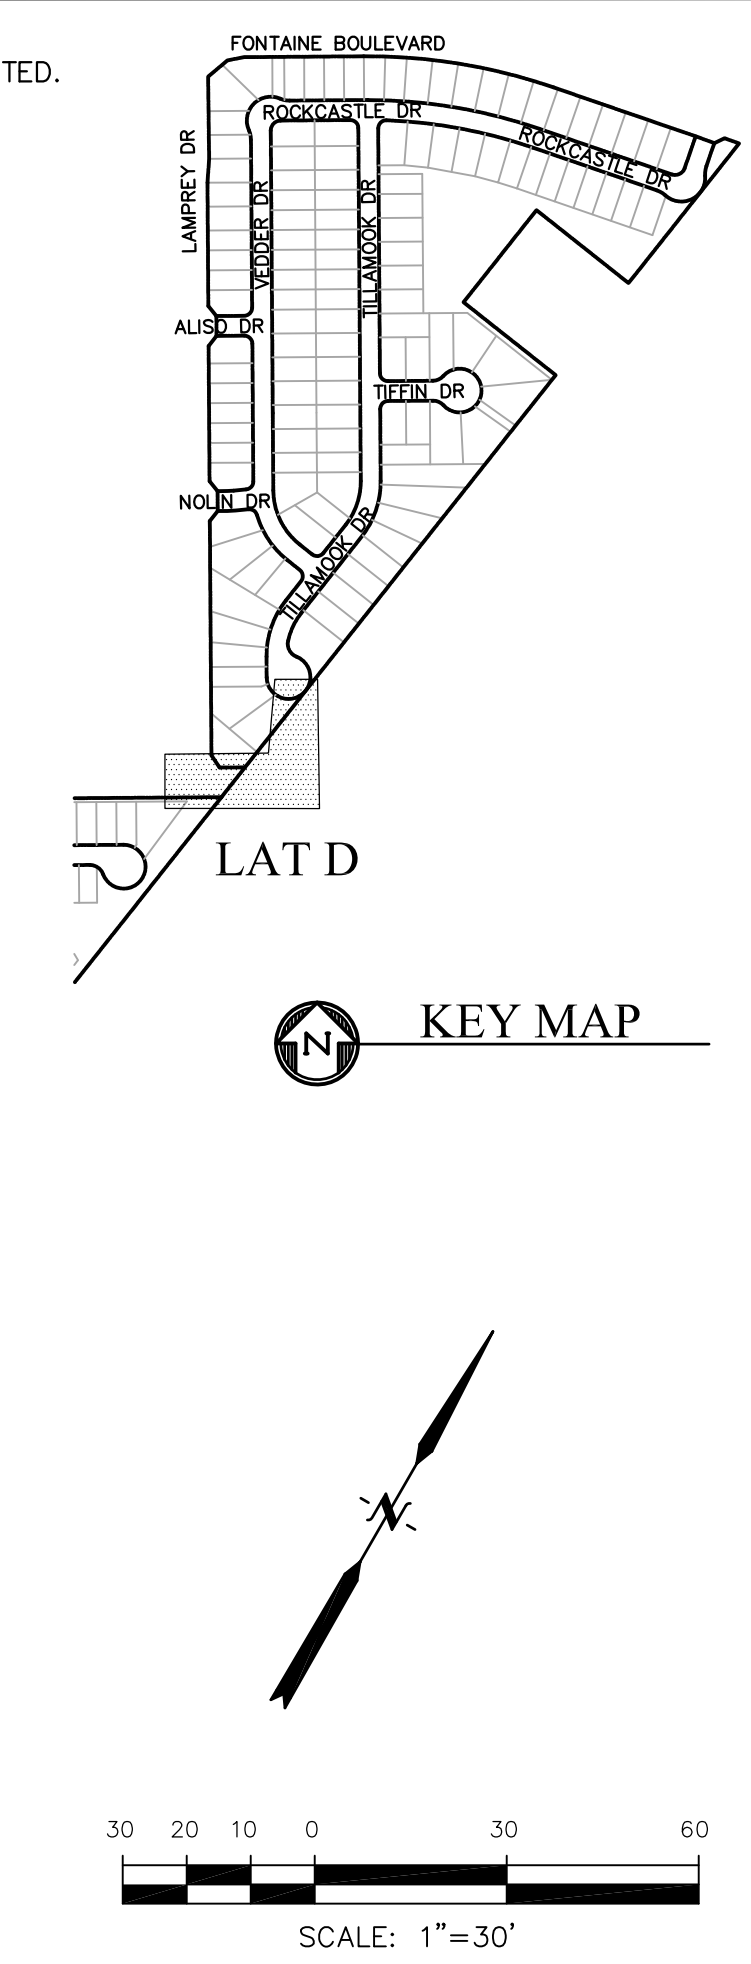 FONTAINE BOULEVARD
TED.
ROCKCASTLE DR
ROCKCASTLE DR
LAMPREY DR
VEDDER DR
TILLAMOOK DR
ALISO DR
TIFFIN DR
NOLIN DR
TILLAMOOK DR
LAT D
N
KEY MAP
N
30 20 10 0 30 60
SCALE: 1"=30'